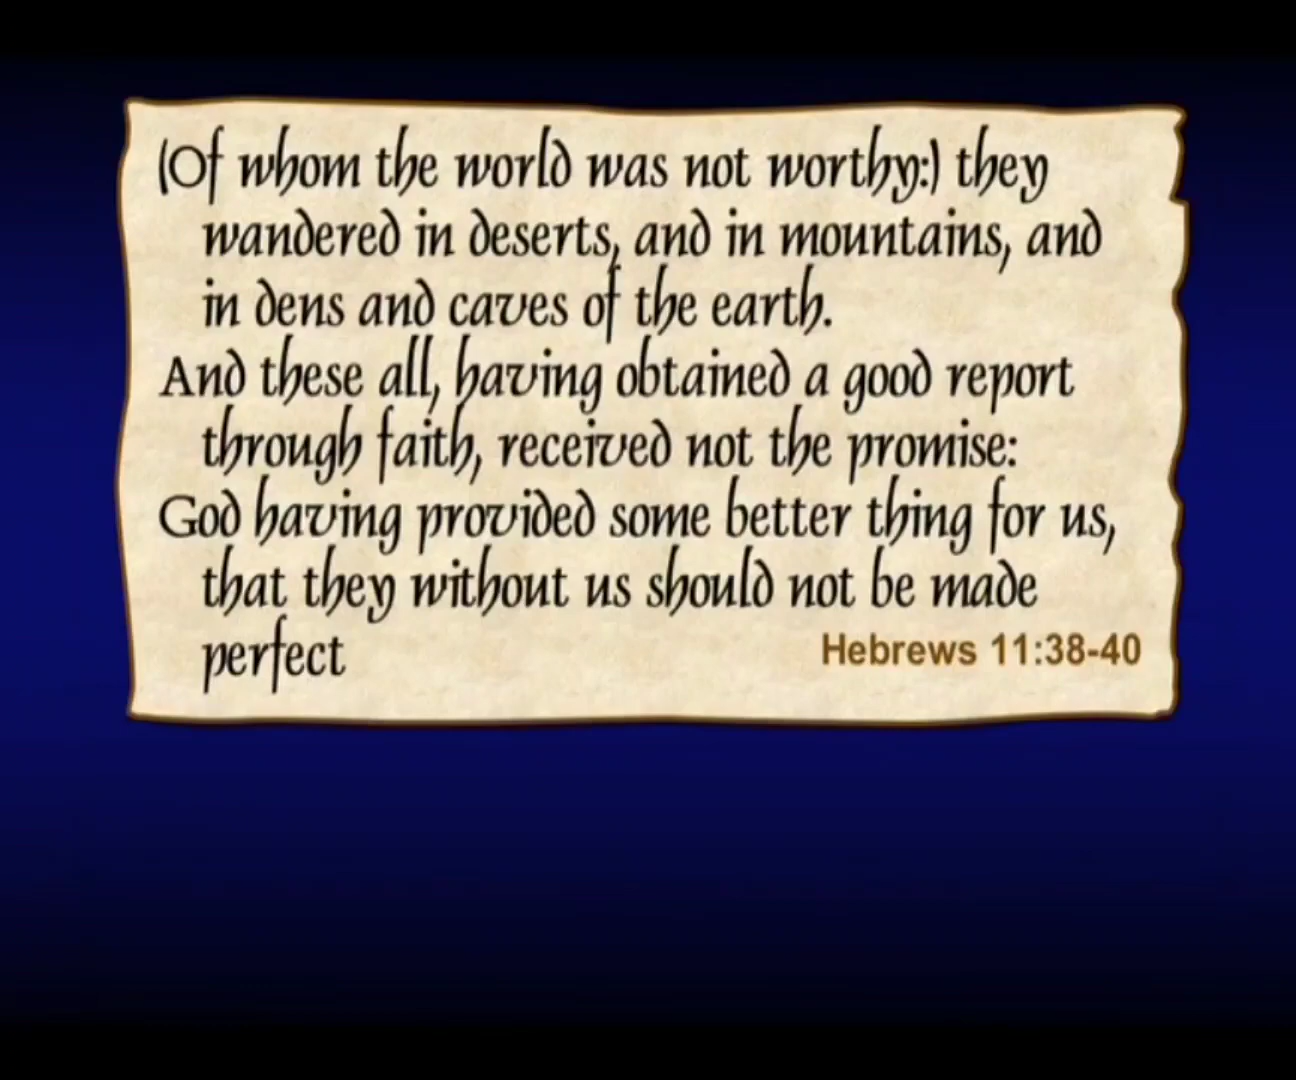 (Of whom the world was not worthy:) they
wandered in deserts, and in mountains, and
in dens and caves of the earth.
And these all, having obtained a good report
through faith, received not the promise:
God having provided some better thing for us,
that they without us should not be made
perfect
Hebrews 11:38-40